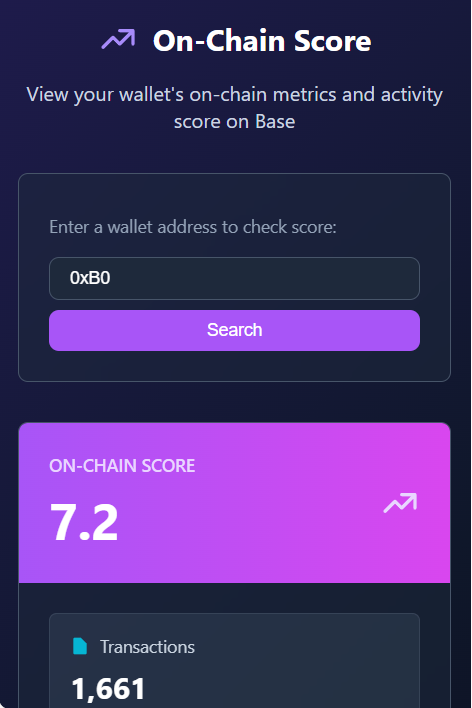 On-Chain Score
View your wallet's on-chain metrics and activity
score on Base
Enter a wallet address to check score:
0xB0
Search
ON-CHAIN SCORE
7.2
Transactions
1,661